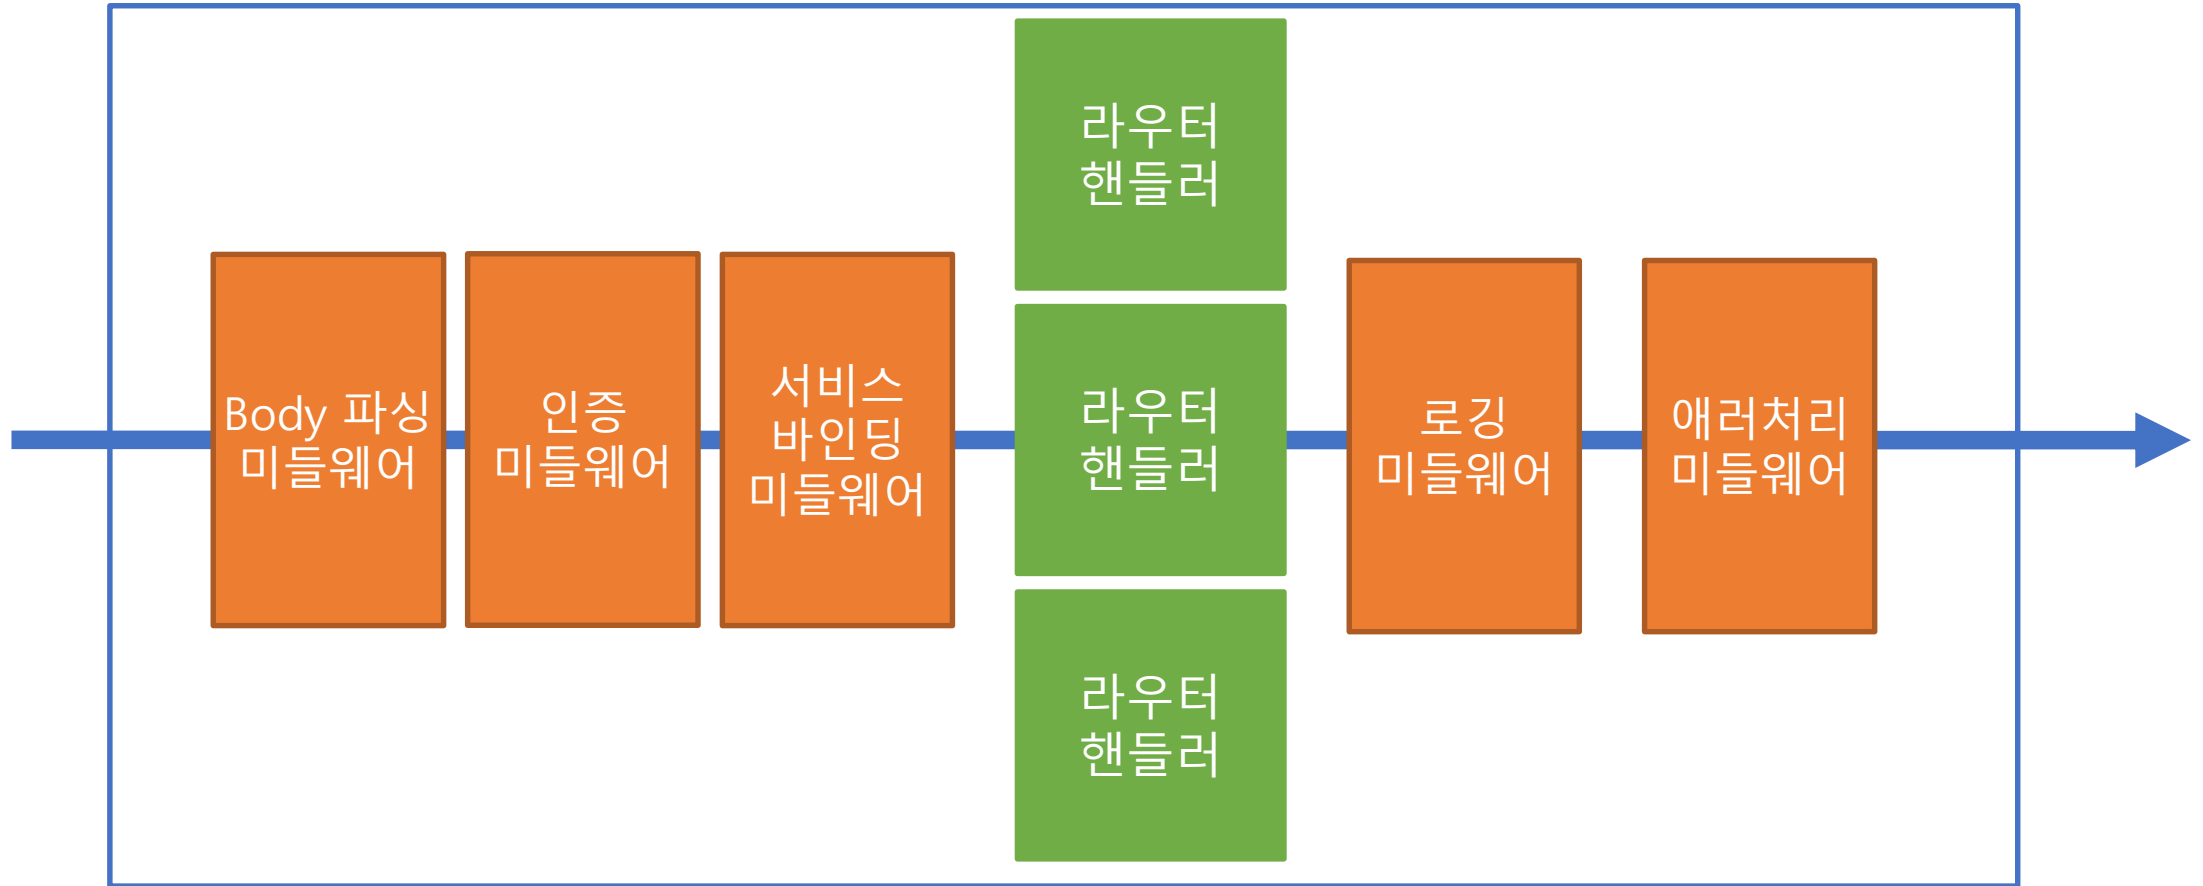 Body 파싱
미들웨어
인증
미들웨어
서비스
바인딩
미들웨어
라우터
핸들러
라우터
핸들러
라우터
핸들러
로깅
미들웨어
애러처리
미들웨어